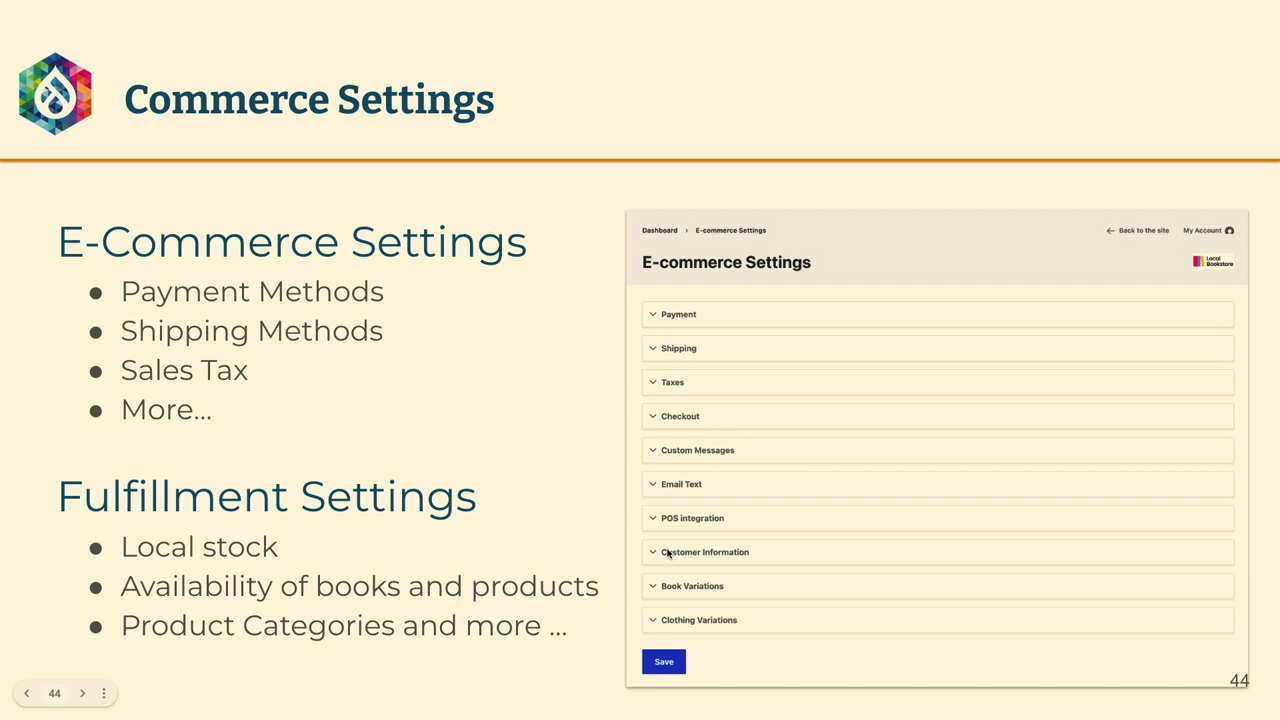 Commerce Settings
E-Commerce Settings
● Payment Methods
● Shipping Methods
● Sales Tax
● More...
Fulfillment Settings
● Local stock
● Availability of books and products
● Product Categories and more ...
Dashboard > E-commerce Settings
← Back to the site My Account
E-commerce Settings
Local
Bookstore
Payment
Shipping
Taxes
Checkout
Custom Messages
Email Text
POS integration
Customer Information
Book Variations
Clothing Variations
Save
44
44